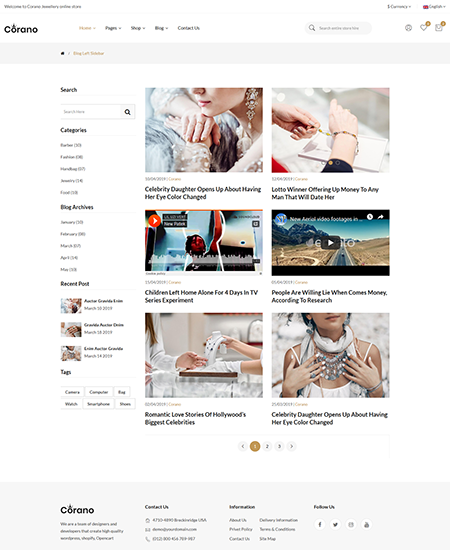 Welcome to Corano Jewellery online store
$ Currency
English
Corano
Home
Pages
Shop
Blog
Contact Us
Search entire store hire
Blog Left Sidebar
Search
Search Here
Categories
Barber (10)
Fashion (08)
Handbag (07)
Jewelry (14)
Food (10)
Blog Archives
January (10)
February (08)
March (07)
April (14)
May (10)
Recent Post
Auctor Gravida Enim
March 10 2019
Gravida Auctor Dnim
March 18 2019
Enim Auctor Gravida
March 14 2019
Tags
Camera
Computer
Bag
Watch
Smartphone
Shoes
10/04/2019 | Corano
Celebrity Daughter Opens Up About Having
Her Eye Color Changed
12/04/2019 | Corano
Lotto Winner Offering Up Money To Any
Man That Will Date Her
New Patek
New Aerial video footages in
15/04/2019 | Corano
Children Left Home Alone For 4 Days In TV
Series Experiment
01/04/2019 | Corano
People Are Willing Lie When Comes Money,
According To Research
02/04/2019 | Corano
Romantic Love Stories Of Hollywood's
Biggest Celebrities
21/03/2019 | Corano
Celebrity Daughter Opens Up About Having
Her Eye Color Changed
1
2
3
Corano
We are a team of designers and
developers that create high quality
wordpress, shopify, Opencart
Contact Us
4710-4890 Breckinridge USA
demo@yourdomain.com
(012) 800 456 789-987
Information
About Us
Delivery Information
Privet Policy
Terms & Conditions
Contact Us
Site Map
Follow Us